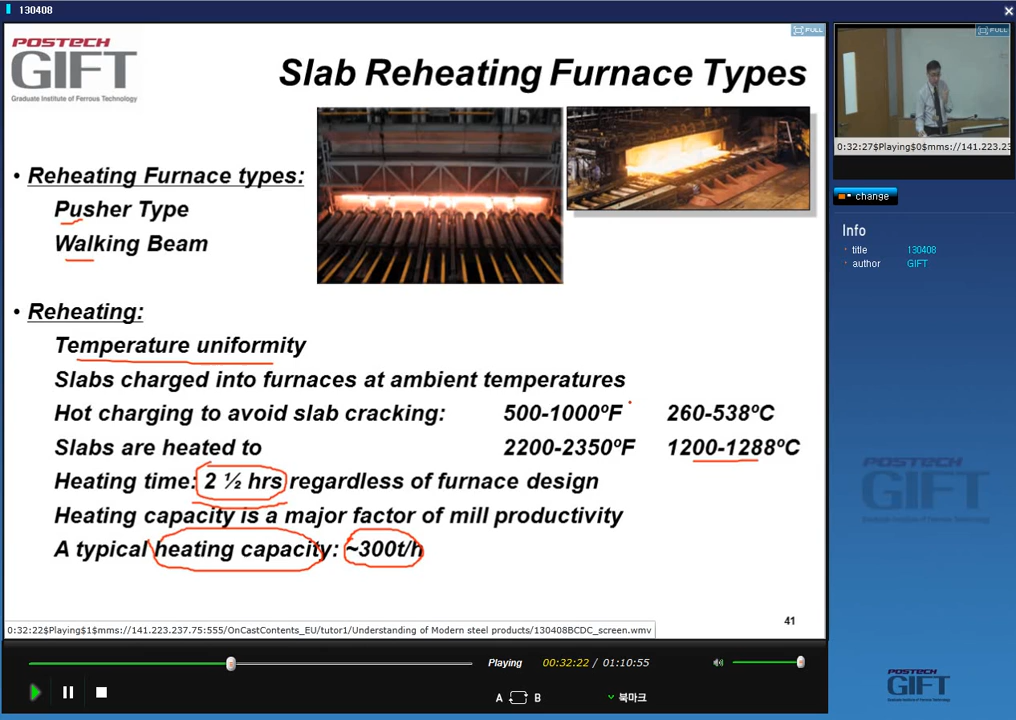 130408
POSTECH
GIFT
Graduate Institute of Ferrous Technology
Slab Reheating Furnace Types
FULL
• Reheating Furnace types:
Pusher Type
Walking Beam
• Reheating:
Temperature uniformity
Slabs charged into furnaces at ambient temperatures
Hot charging to avoid slab cracking: 500-1000ºF 260-538ºC
Slabs are heated to 2200-2350ºF 1200-1288ºC
Heating time: 2 ½ hrs regardless of furnace design
Heating capacity is a major factor of mill productivity
A typical heating capacity: ~300t/h
41
0:32:22$Playing$1$mms://141.223.237.75:555/OnCastContents_EU/tutor1/Understanding of Modern steel products/130408BCDC_screen.wmv
FULL
0:32:27$Playing$0$mms://141.223.23
change
Info
title 130408
author GIFT
POSTECH
GIFT
Playing 00:32:22 / 01:10:55
A B 북마크
POSTECH
GIFT